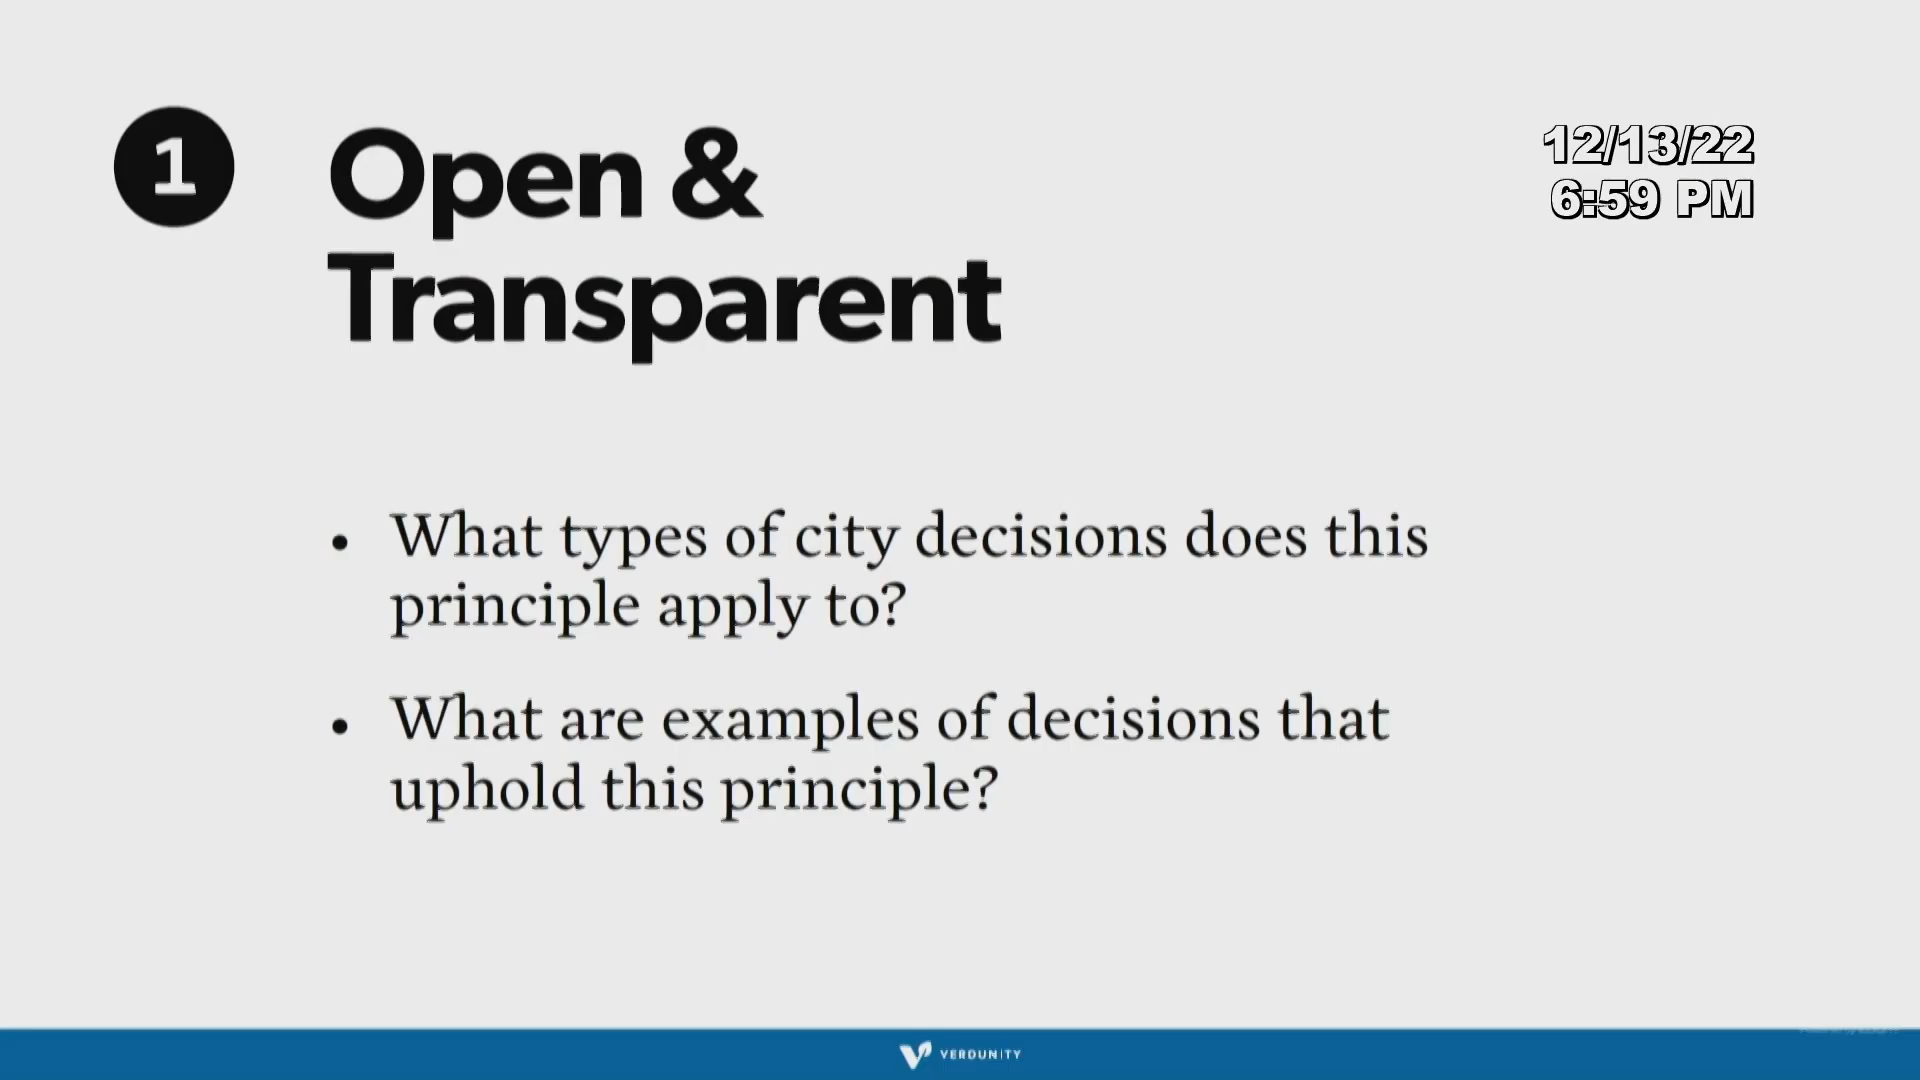 1
Open &
Transparent
12/13/22
6:59 PM
• What types of city decisions does this
principle apply to?
• What are examples of decisions that
uphold this principle?
VERDUNITY